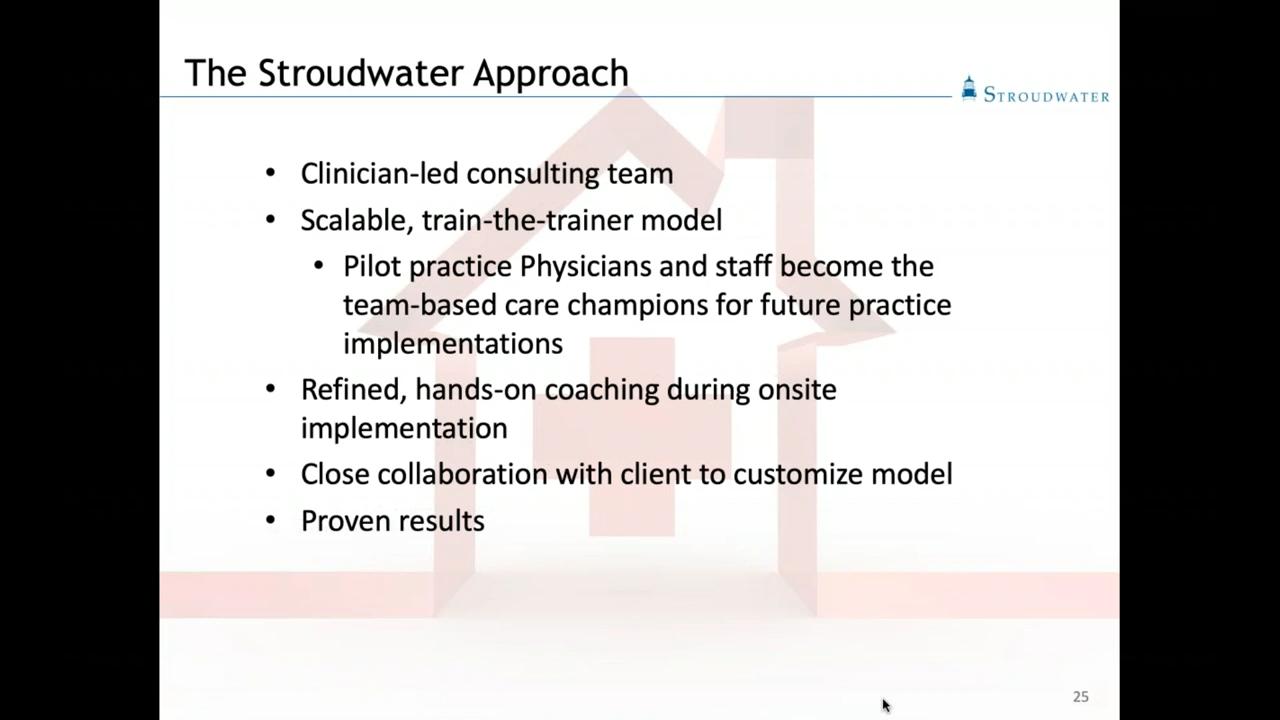 The Stroudwater Approach
STROUDWATER
• Clinician-led consulting team
• Scalable, train-the-trainer model
• Pilot practice Physicians and staff become the
team-based care champions for future practice
implementations
• Refined, hands-on coaching during onsite
implementation
• Close collaboration with client to customize model
• Proven results
25